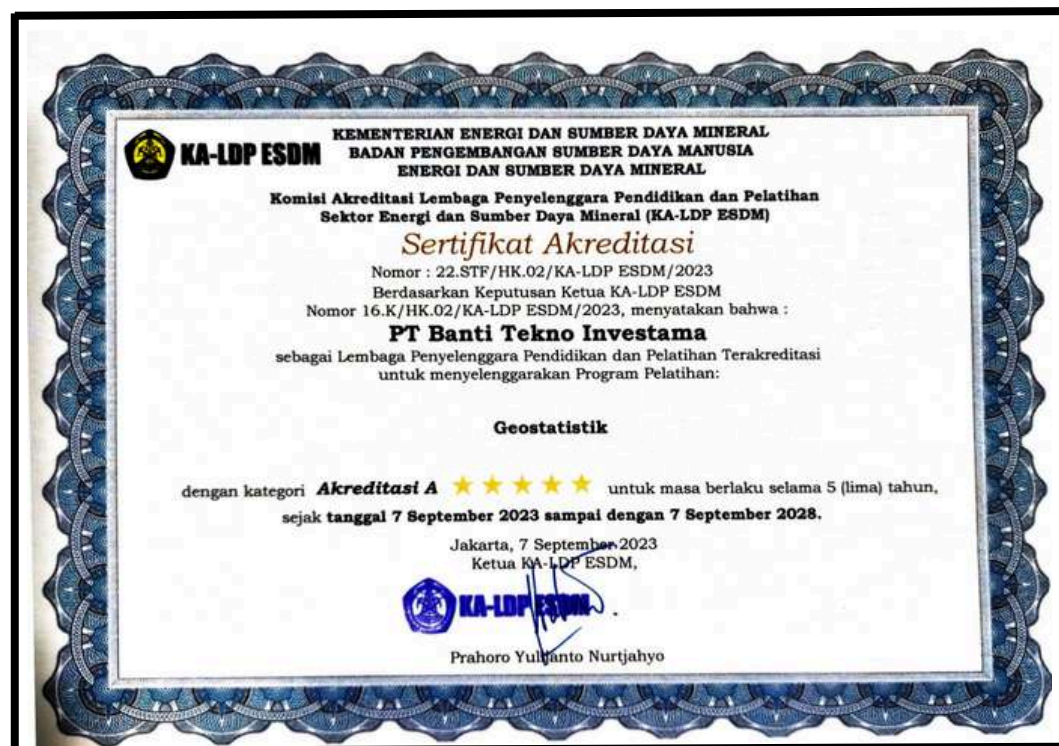 KA-LDP ESDM
KEMENTERIAN ENERGI DAN SUMBER DAYA MINERAL
BADAN PENGEMBANGAN SUMBER DAYA MANUSIA
ENERGI DAN SUMBER DAYA MINERAL
Komisi Akreditasi Lembaga Penyelenggara Pendidikan dan Pelatihan
Sektor Energi dan Sumber Daya Mineral (KA-LDP ESDM)
Sertifikat Akreditasi
Nomor : 22.STF/HK.02/KA-LDP ESDM/2023
Berdasarkan Keputusan Ketua KA-LDP ESDM
Nomor 16.K/HK.02/KA-LDP ESDM/2023, menyatakan bahwa :
PT Banti Tekno Investama
sebagai Lembaga Penyelenggara Pendidikan dan Pelatihan Terakreditasi
untuk menyelenggarakan Program Pelatihan:
Geostatistik
dengan kategori Akreditasi A ★ ★ ★ ★ ★ untuk masa berlaku selama 5 (lima) tahun,
sejak tanggal 7 September 2023 sampai dengan 7 September 2028.
Jakarta, 7 September 2023
Ketua KA-LDP ESDM,
KA-LDP ESDM
Prahoro Yulijanto Nurtjahyo